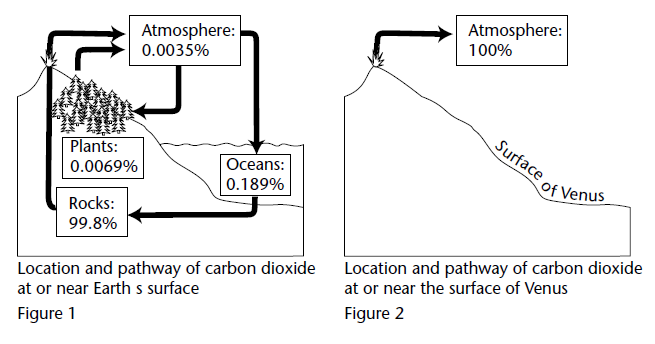 Atmosphere:
0.0035%
Plants:
0.0069%
Oceans:
0.189%
Rocks:
99.8%
Location and pathway of carbon dioxide
at or near Earth s surface
Figure 1
Atmosphere:
100%
Surface of Venus
Location and pathway of carbon dioxide
at or near the surface of Venus
Figure 2